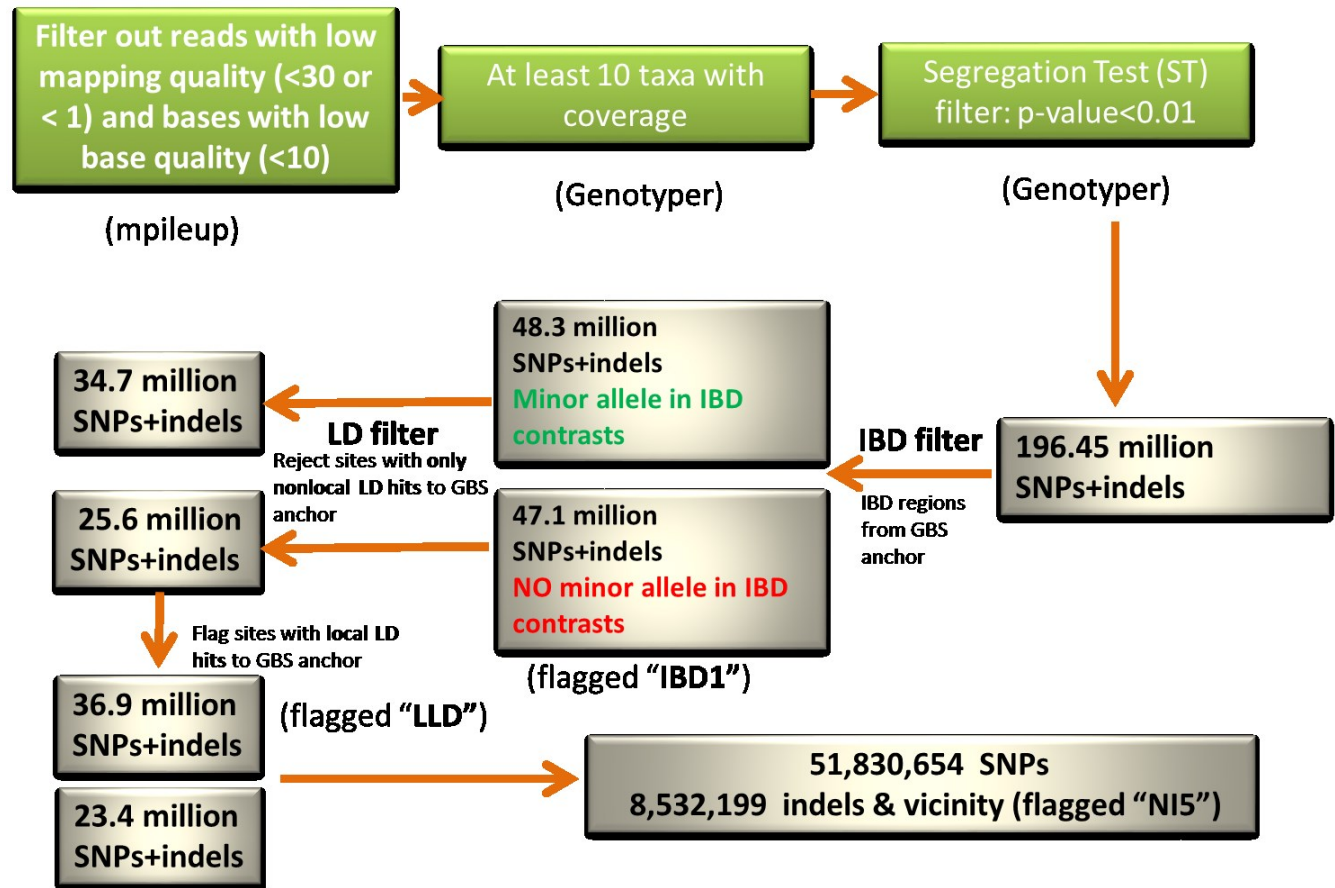 Filter out reads with low
mapping quality (<30 or
< 1) and bases with low
base quality (<10)
(mpileup)
At least 10 taxa with
coverage
(Genotyper)
Segregation Test (ST)
filter: p-value<0.01
(Genotyper)
196.45 million
SNPs+indels
IBD filter
IBD regions
from GBS
anchor
48.3 million
SNPs+indels
Minor allele in IBD
contrasts
47.1 million
SNPs+indels
NO minor allele in IBD
contrasts
(flagged “IBD1”)
LD filter
Reject sites with only
nonlocal LD hits to GBS
anchor
34.7 million
SNPs+indels
25.6 million
SNPs+indels
Flag sites with local LD
hits to GBS anchor
36.9 million
SNPs+indels
(flagged “LLD”)
23.4 million
SNPs+indels
51,830,654 SNPs
8,532,199 indels & vicinity (flagged “NI5”)